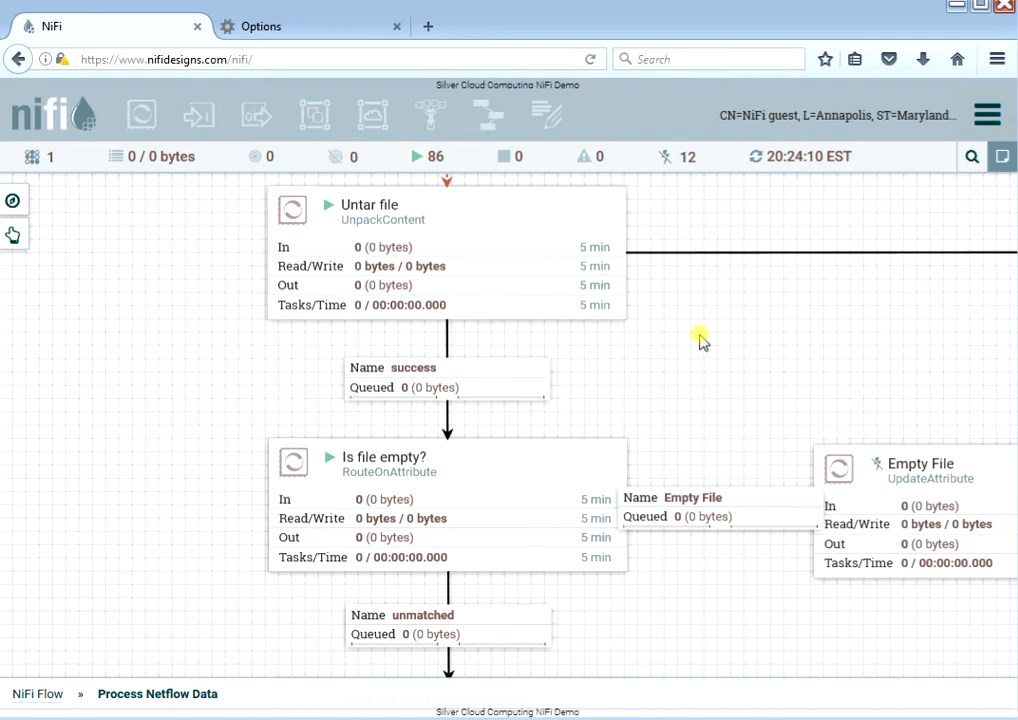 NiFi
Options
https://www.nifidesigns.com/nifi/
Search
Silver Cloud Computing NiFi Demo
nifi
CN=NiFi guest, L=Annapolis, ST=Maryland...
1
0 / 0 bytes
0
0
86
0
0
12
20:24:10 EST
Untar file
UnpackContent
In 0 (0 bytes) 5 min
Read/Write 0 bytes / 0 bytes 5 min
Out 0 (0 bytes) 5 min
Tasks/Time 0 / 00:00:00.000 5 min
Name success
Queued 0 (0 bytes)
Is file empty?
RouteOnAttribute
In 0 (0 bytes) 5 min
Read/Write 0 bytes / 0 bytes 5 min
Out 0 (0 bytes) 5 min
Tasks/Time 0 / 00:00:00.000 5 min
Name Empty File
Queued 0 (0 bytes)
Empty File
UpdateAttribute
In 0 (0 bytes)
Read/Write 0 bytes / 0 bytes
Out 0 (0 bytes)
Tasks/Time 0 / 00:00:00.000
Name unmatched
Queued 0 (0 bytes)
NiFi Flow » Process Netflow Data
Silver Cloud Computing NiFi Demo